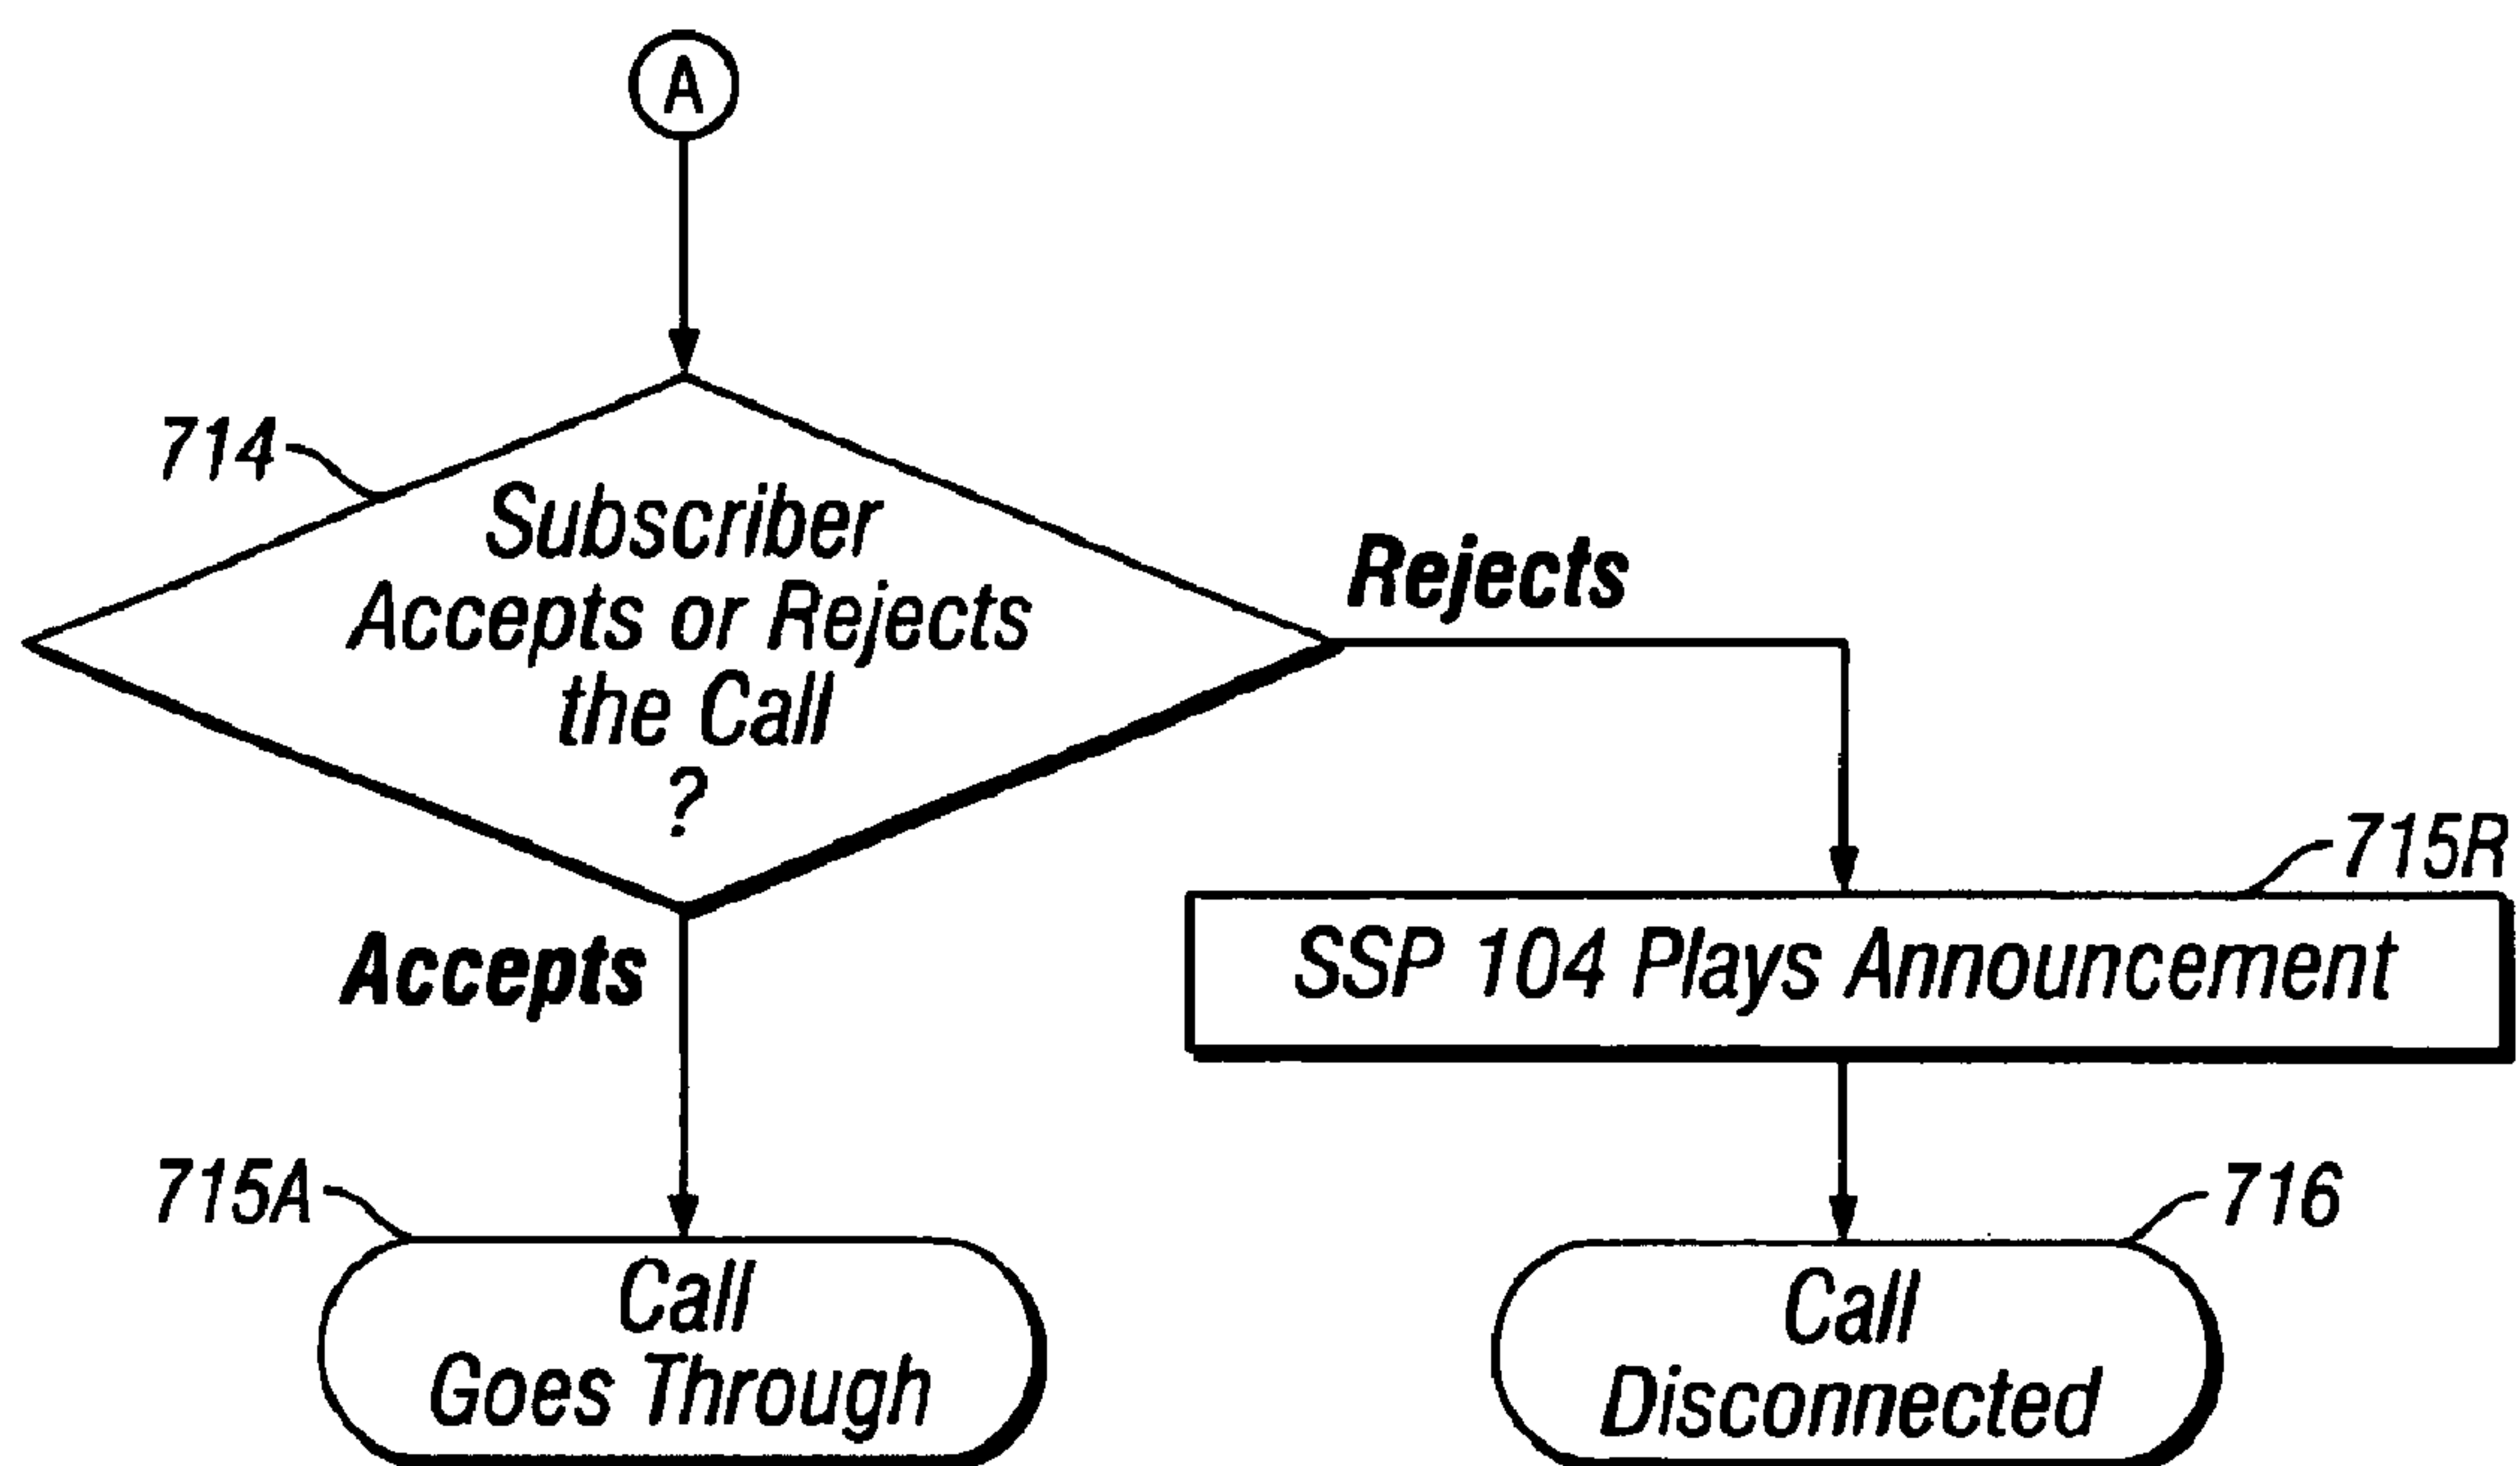 A
714
Subscriber
Accepts or Rejects
the Call
?
Rejects
Accepts
715R
SSP 104 Plays Announcement
715A
Call
Goes Through
716
Call
Disconnected